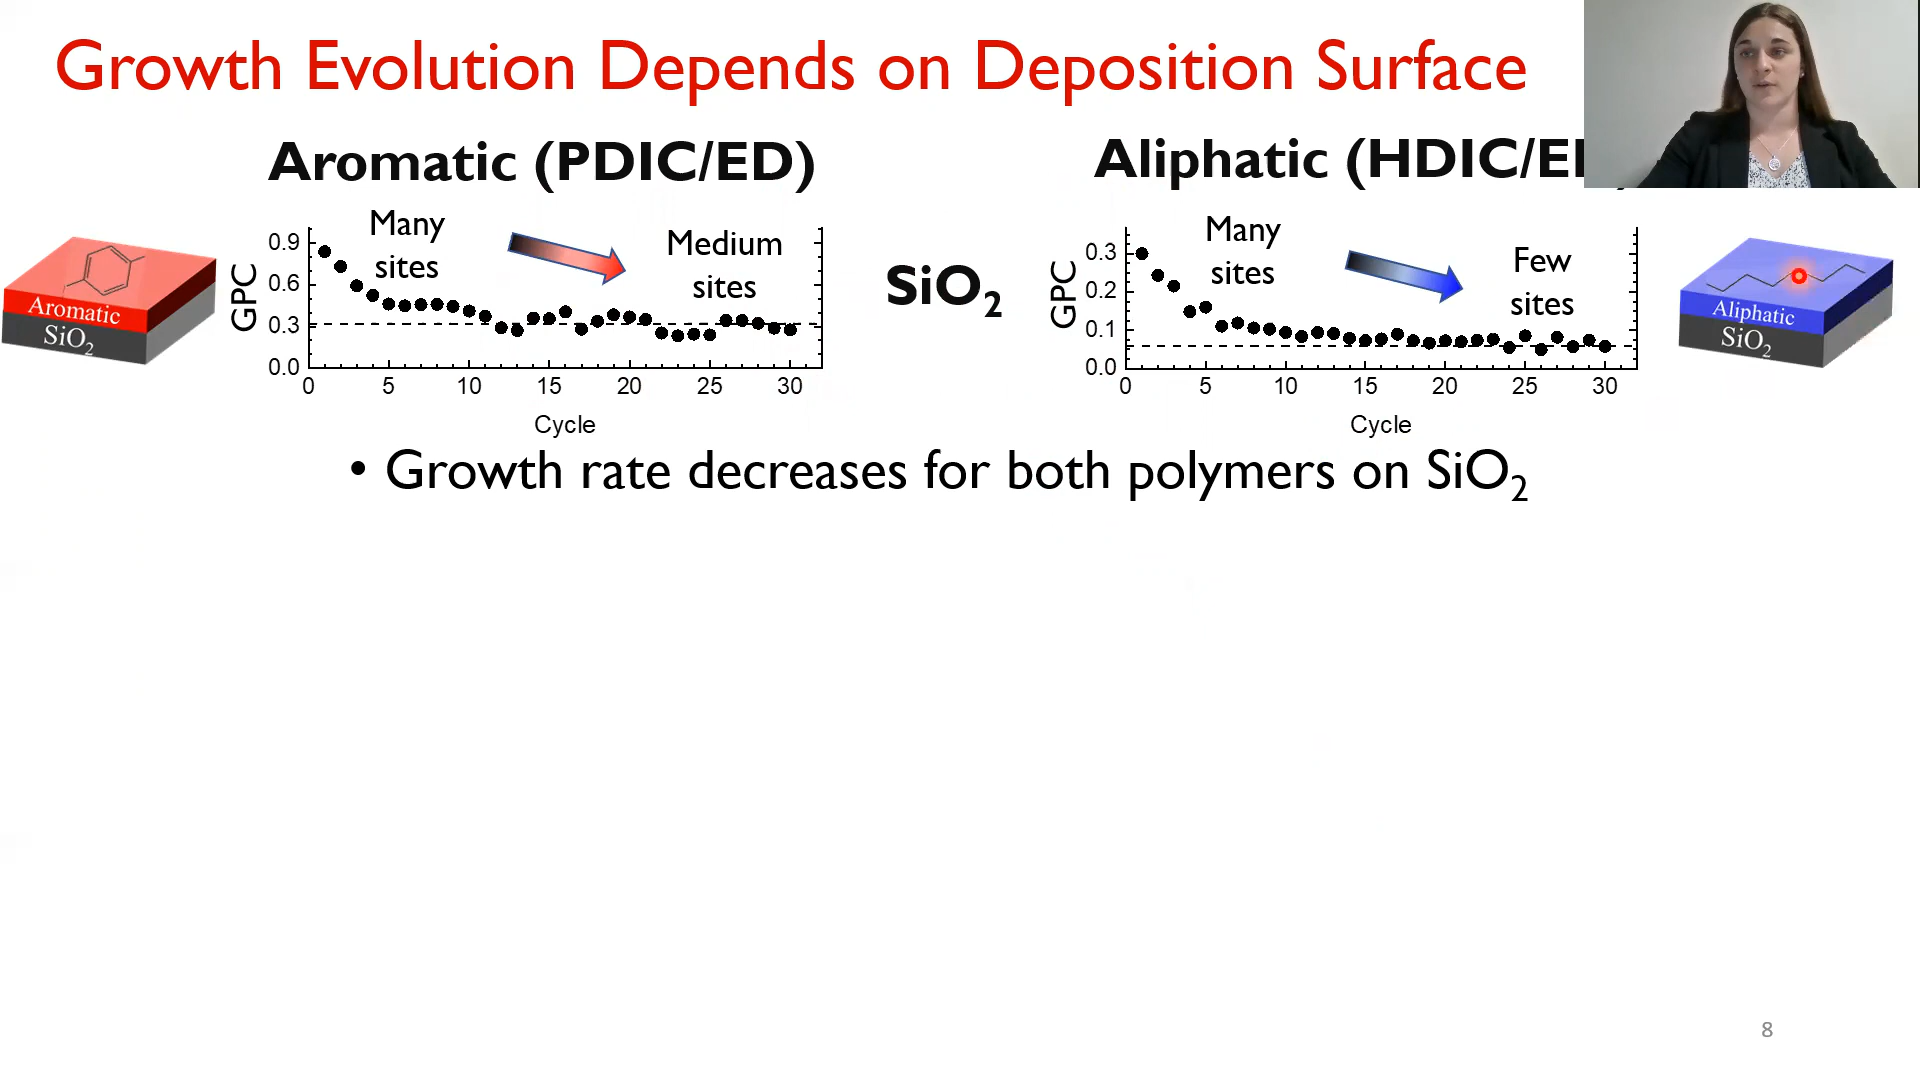 Growth Evolution Depends on Deposition Surface
Aromatic (PDIC/ED)
Aliphatic (HDIC/E
Aromatic
SiO2
GPC
0.9
0.6
0.3
0.0
Many
sites
Medium
sites
0 5 10 15 20 25 30
Cycle
SiO2
GPC
0.3
0.2
0.1
0.0
Many
sites
Few
sites
0 5 10 15 20 25 30
Cycle
Aliphatic
SiO2
• Growth rate decreases for both polymers on SiO2
8